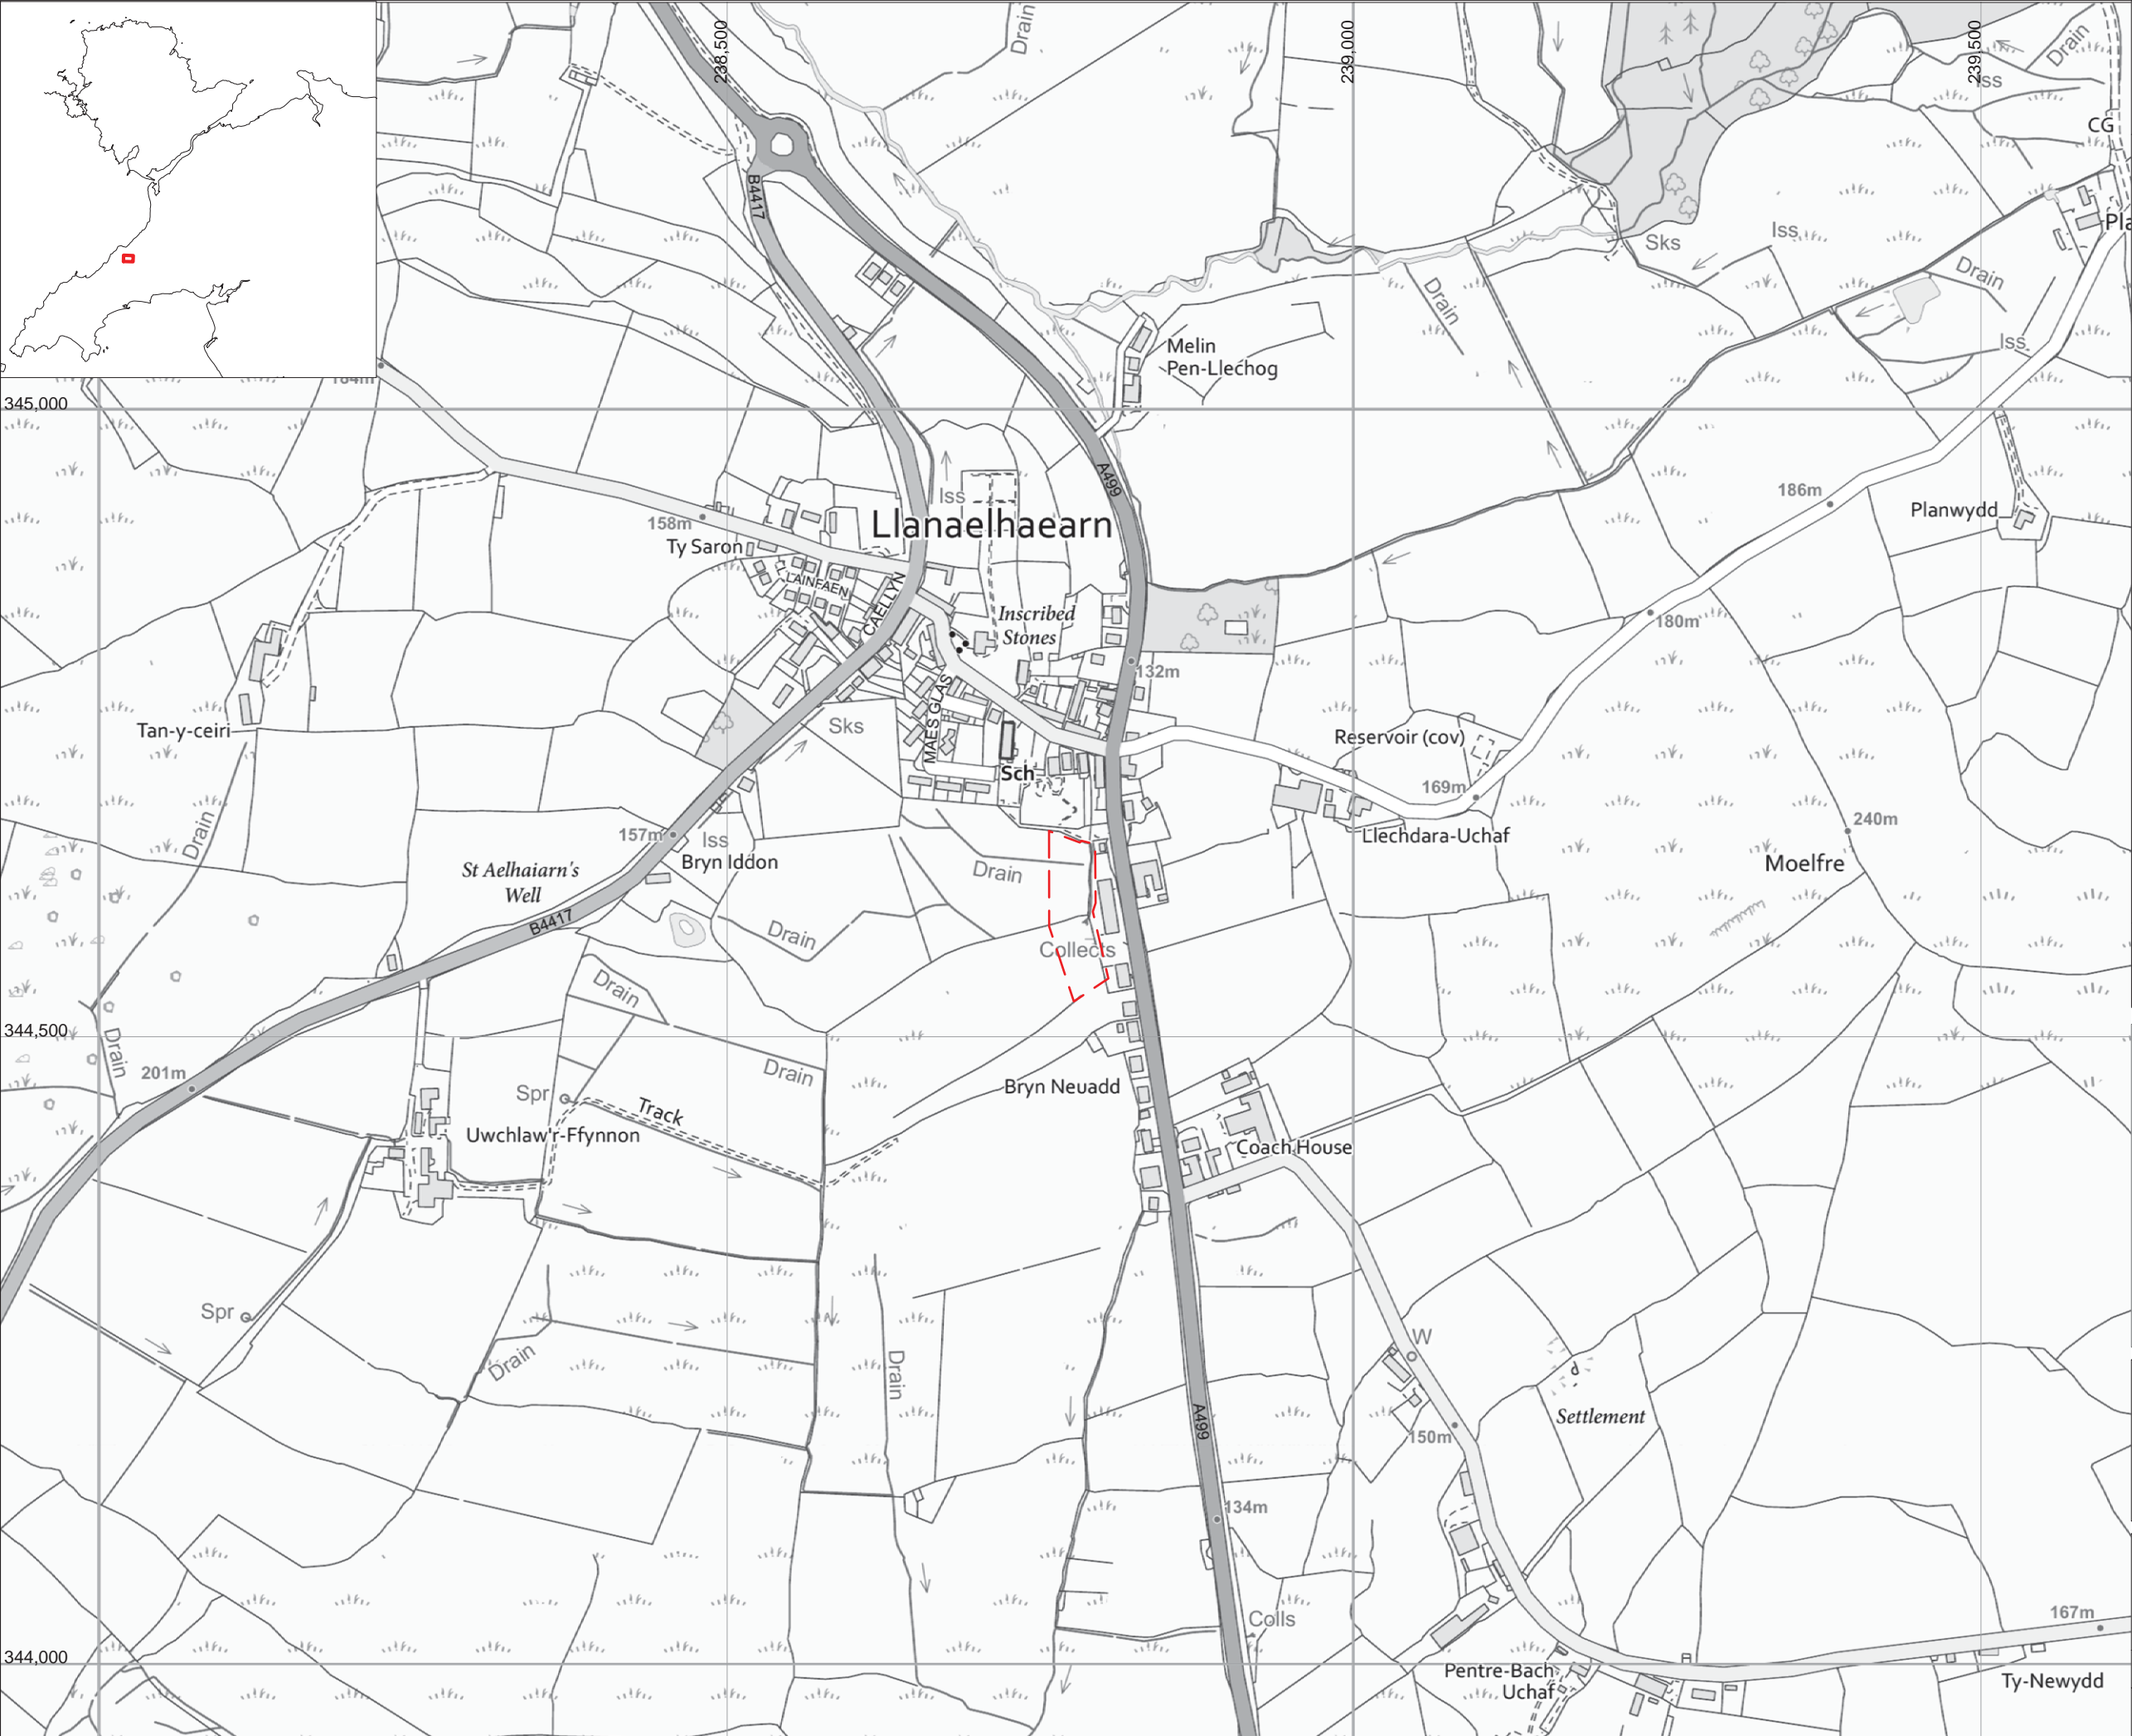 238,500
239,000
239,500
Drain
Drain
Iss
CG
B4417
Sks
Iss
Drain
Drain
Iss
Melin
Pen-Llechog
184m
345,000
A499
186m
Planwydd
Iss
158m
Llanaelhaearn
Ty Saron
LAINFAEN
CAELLYN
Inscribed
Stones
180m
132m
Tan-y-ceiri
Sks
MAES GLAS
Reservoir (cov)
Sch
169m
Llechdara-Uchaf
240m
Moelfre
Drain
157m
Iss
Bryn Iddon
St Aelhaiarn's
Well
Drain
B4417
Drain
Collects
Drain
344,500
Drain
201m
Drain
Spr
Track
Bryn Neuadd
Uwchlaw'r-Ffynnon
Coach House
Spr
W
Drain
Drain
A499
Settlement
150m
134m
Colls
167m
344,000
Pentre-Bach
Uchaf
Ty-Newydd